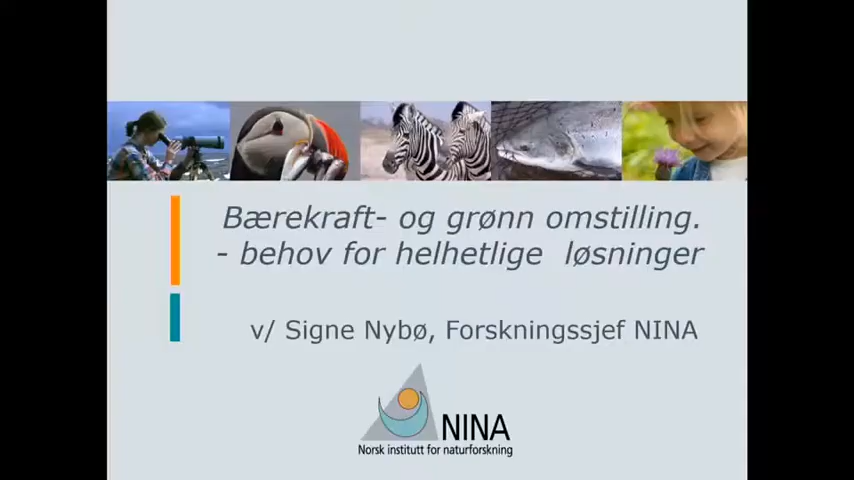 Bærekraft- og grønn omstilling.
- behov for helhetlige løsninger
v/ Signe Nybø, Forskningssjef NINA
NINA
Norsk institutt for naturforskning